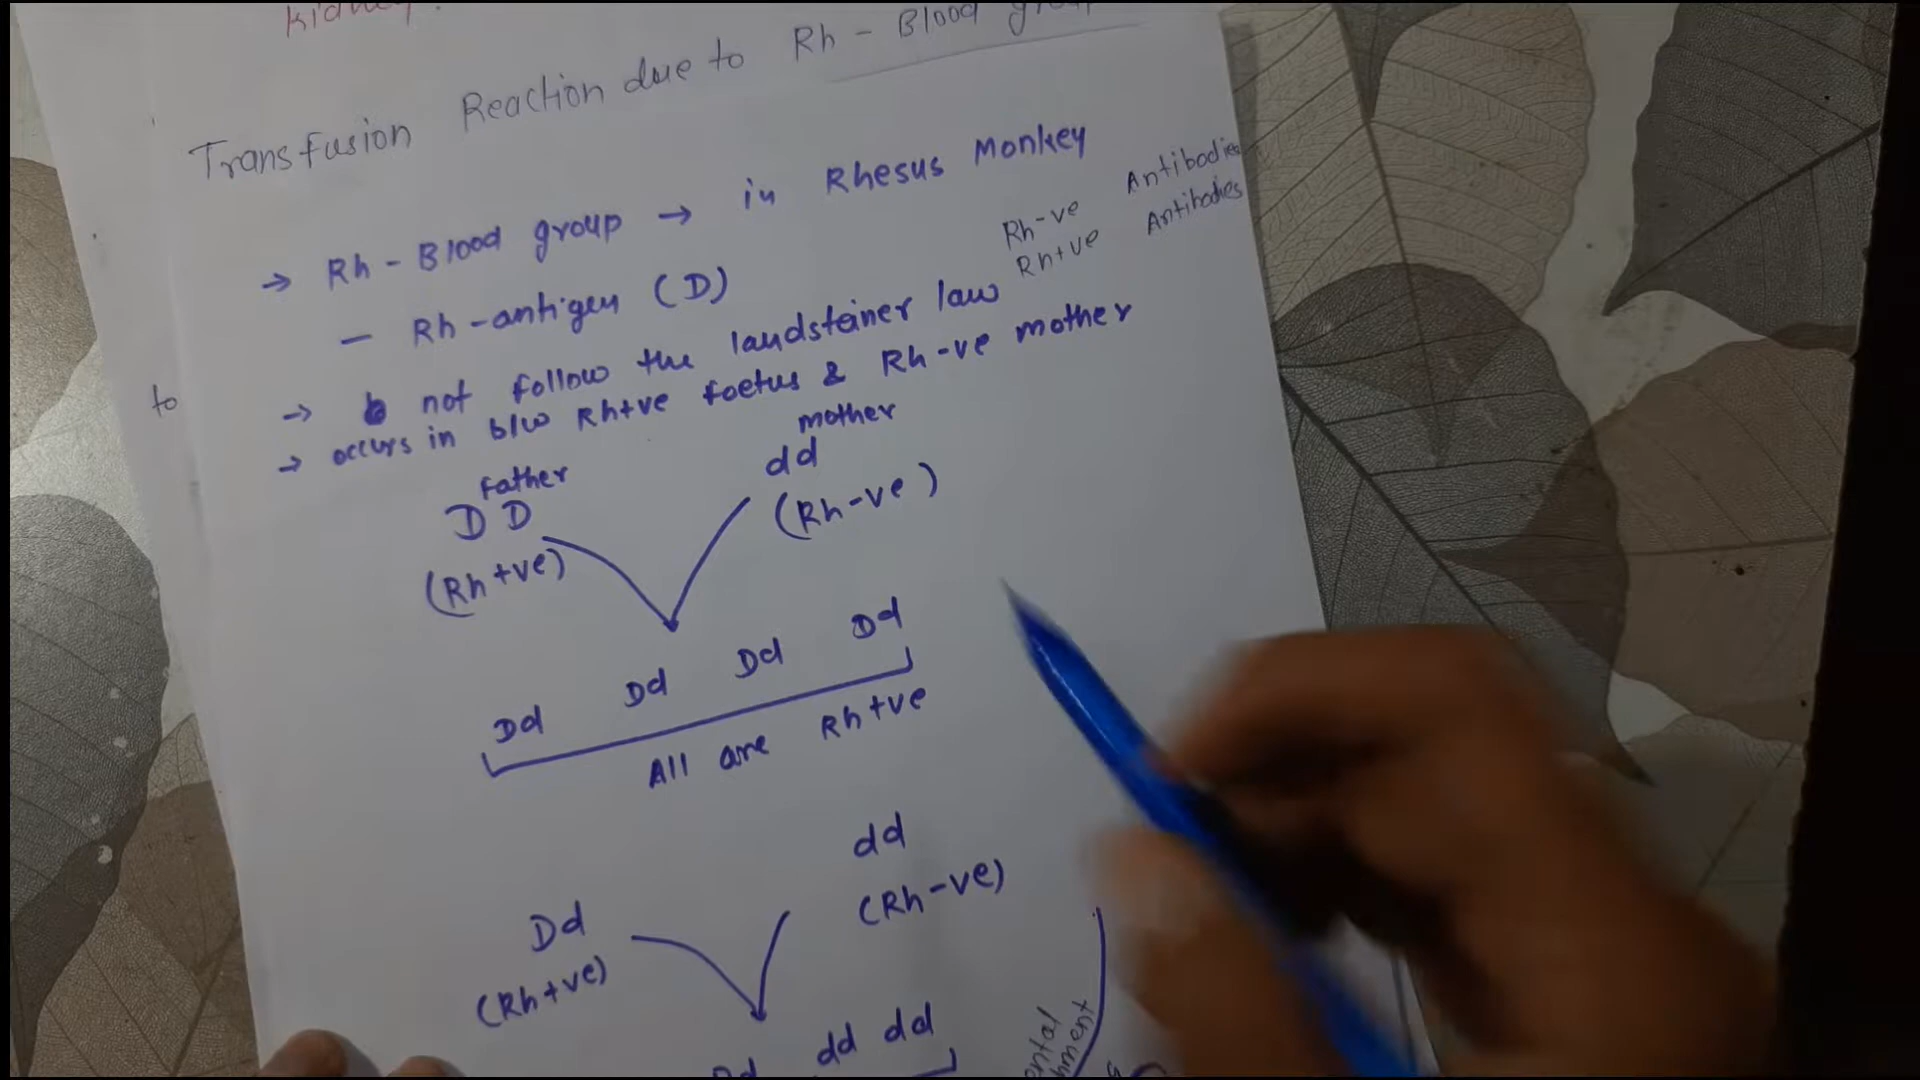 kidney.
Transfusion Reaction due to Rh - Blood group
→ Rh - Blood group → in Rhesus Monkey
- Rh - antigen (D)
Rh-ve Antibodies
Rh+ve Antibodies
→ not follow the landsteiner law
to
→ occurs in b/w Rh+ve foetus & Rh-ve mother
Father
mother
DD
dd
(Rh+ve)
(Rh-ve)
Dd Dd Dd Dd
All are Rh+ve
Dd
dd
(Rh+ve)
(Rh-ve)
Dd dd dd